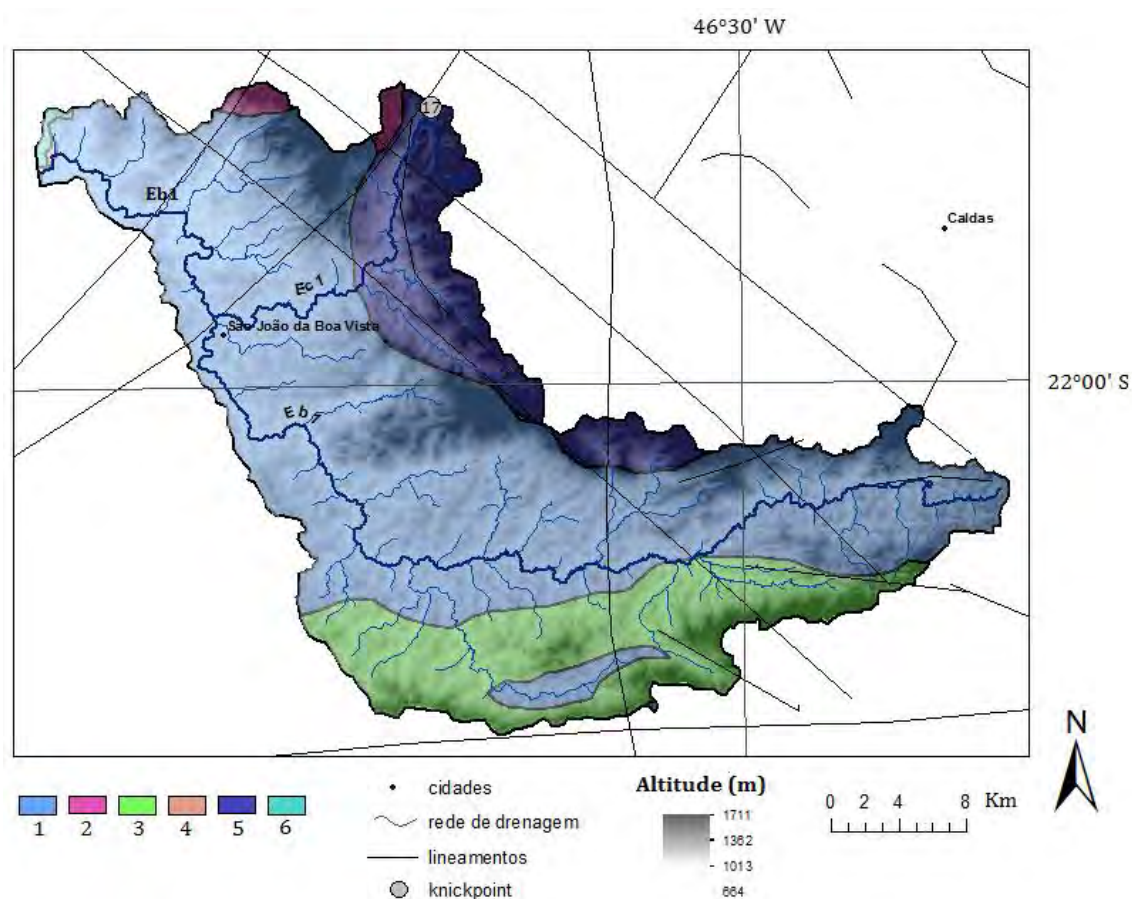 46°30' W
17
Caldas
Eb1
Ec 1
São João da Boa Vista
22°00' S
E b 1
N
1 2 3 4 5 6
cidades
rede de drenagem
lineamentos
knickpoint
Altitude (m)
1711
1362
1013
664
0 2 4 8 Km